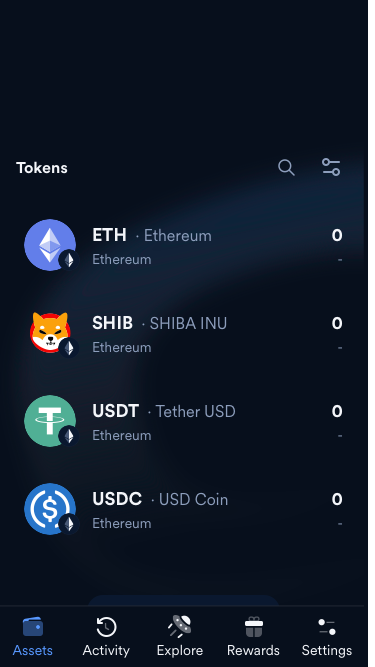 Tokens
ETH · Ethereum 0
Ethereum -
SHIB · SHIBA INU 0
Ethereum -
USDT · Tether USD 0
Ethereum -
USDC · USD Coin 0
Ethereum -
Assets Activity Explore Rewards Settings